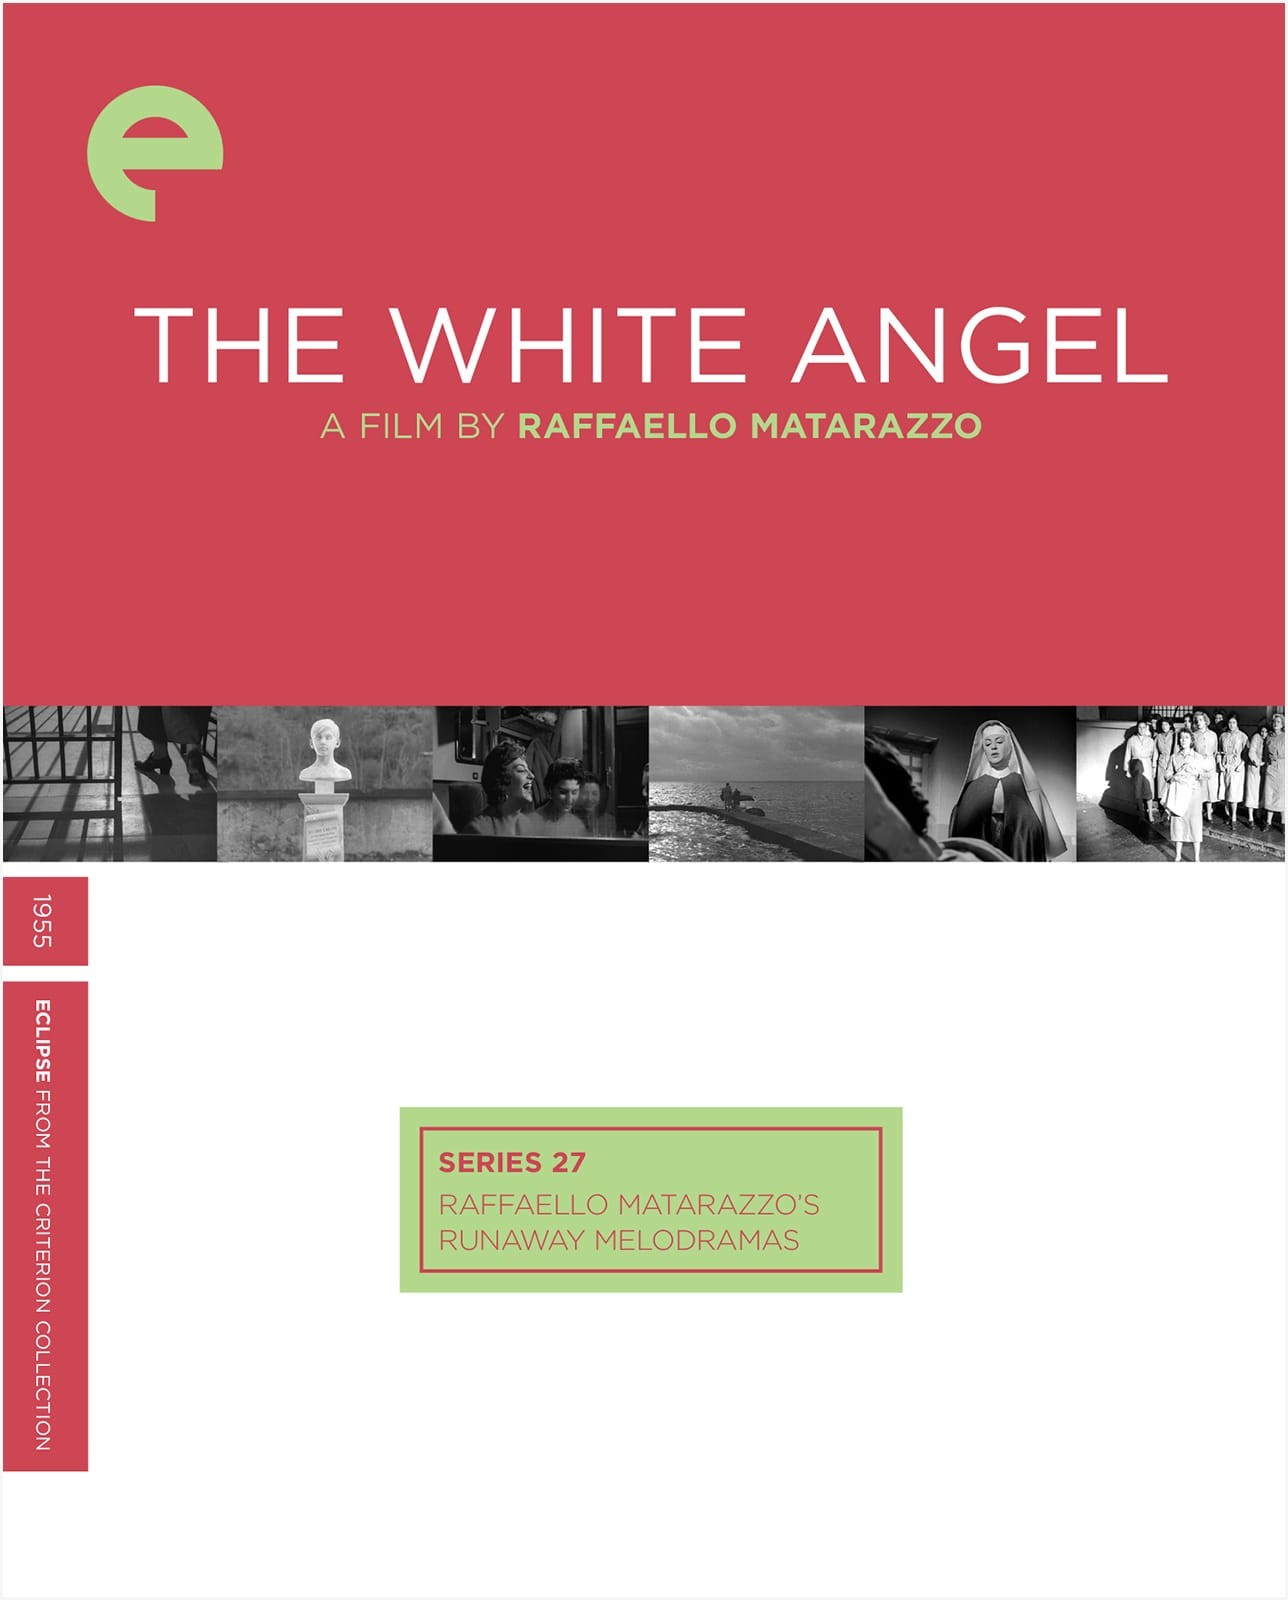 e
THE WHITE ANGEL
A FILM BY RAFFAELLO MATARAZZO
1955
ECLIPSE FROM THE CRITERION COLLECTION
SERIES 27
RAFFAELLO MATARAZZO’S
RUNAWAY MELODRAMAS